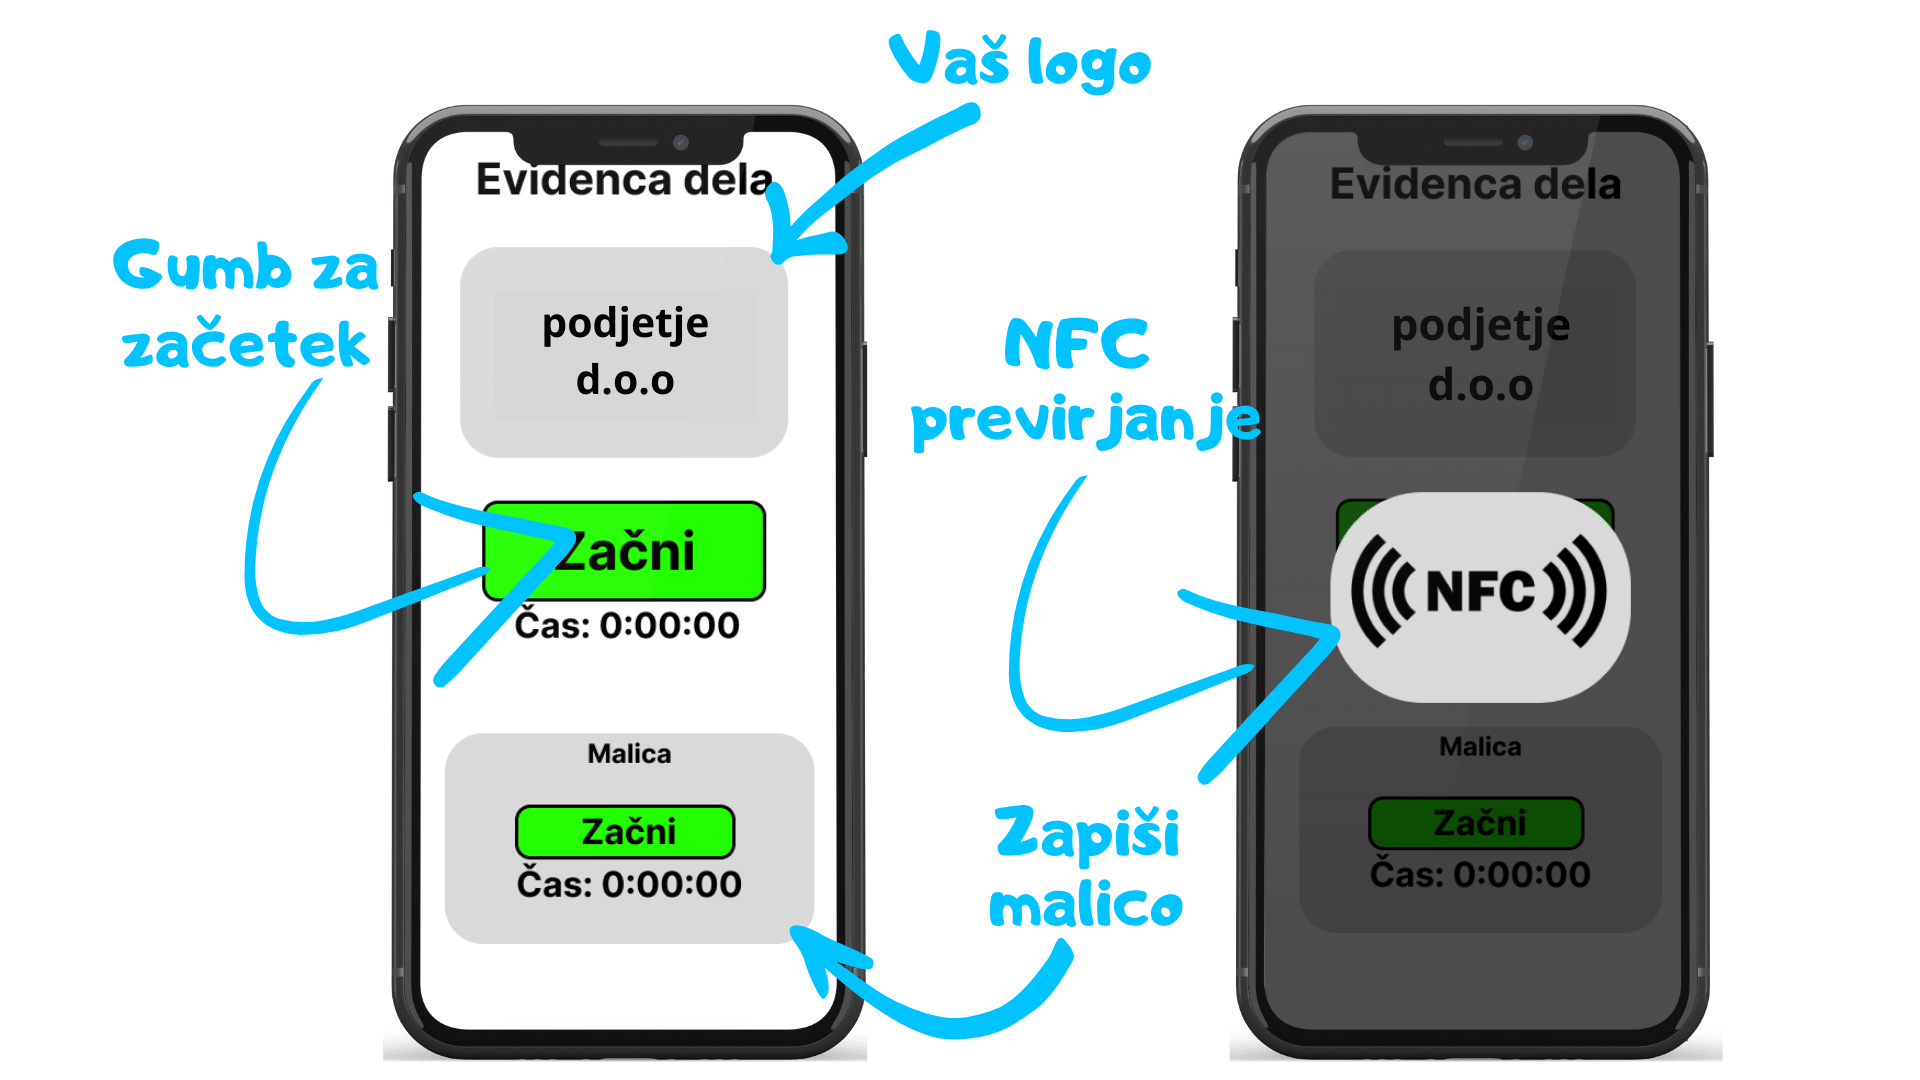 Vaš logo
Gumb za
začetek
Evidenca dela
podjetje
d.o.o
Začni
Čas: 0:00:00
Malica
Začni
Čas: 0:00:00
NFC
previrjanje
Zapiši
malico
Evidenca dela
podjetje
d.o.o
NFC
Malica
Začni
Čas: 0:00:00